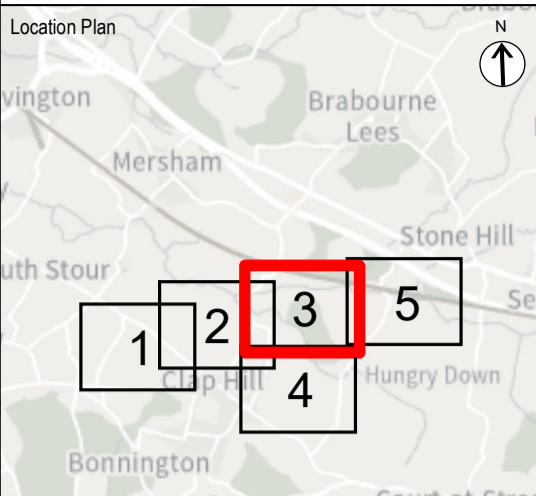 Location Plan
N
vington
Brabourne
Lees
Mersham
Stone Hill
uth Stour
Se
1
2
3
5
4
Clap Hill
Hungry Down
Bonnington